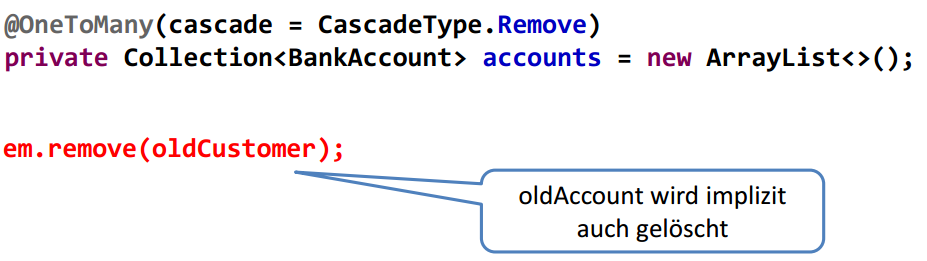 @OneToMany(cascade = CascadeType.Remove)
private Collection<BankAccount> accounts = new ArrayList<>();
em.remove(oldCustomer);
oldAccount wird implizit
auch gelöscht